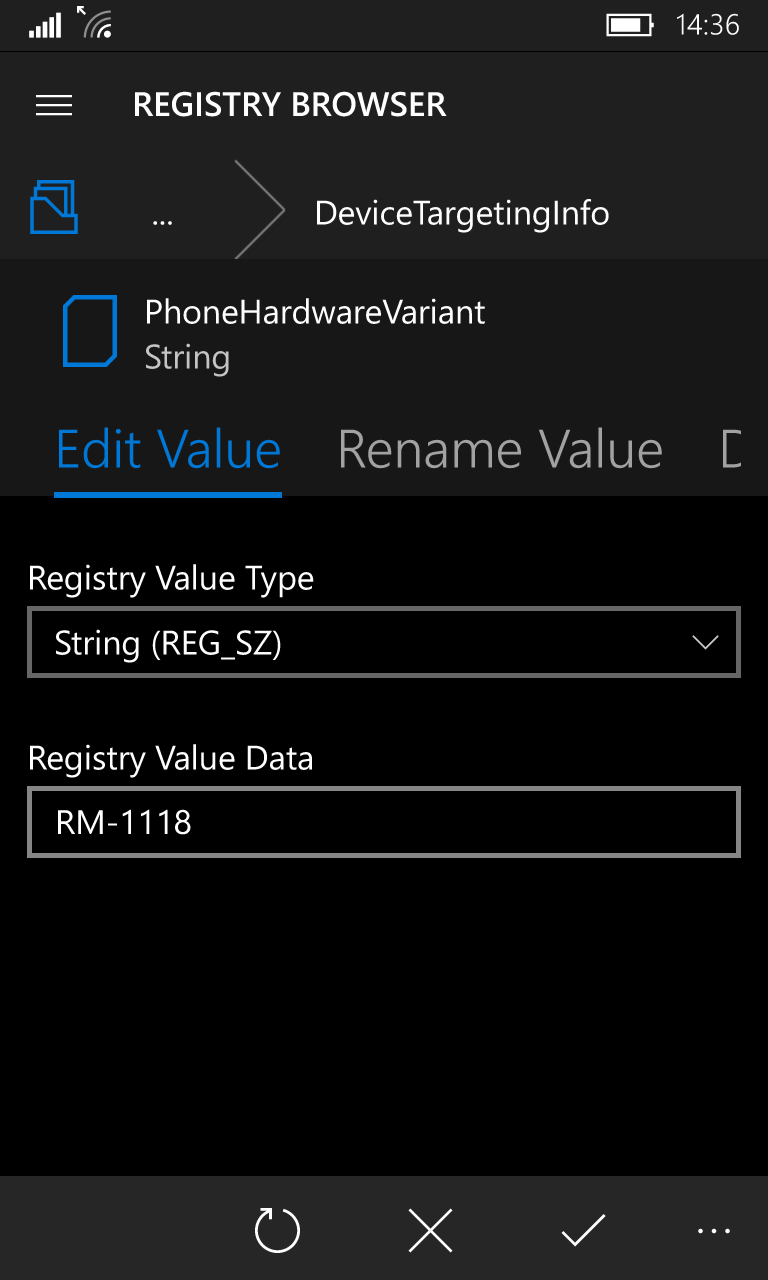 14:36
REGISTRY BROWSER
... DeviceTargetingInfo
PhoneHardwareVariant
String
Edit Value Rename Value D
Registry Value Type
String (REG_SZ)
Registry Value Data
RM-1118